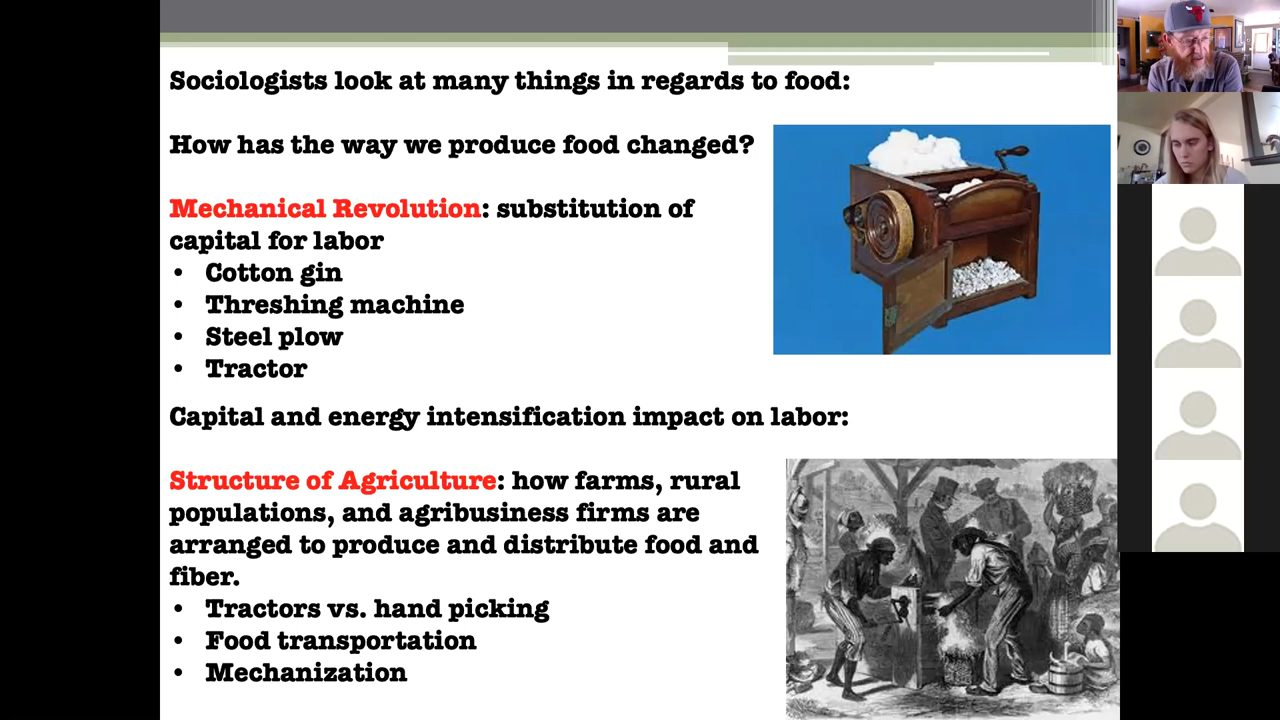 Sociologists look at many things in regards to food:
How has the way we produce food changed?
Mechanical Revolution: substitution of
capital for labor
• Cotton gin
• Threshing machine
• Steel plow
• Tractor
Capital and energy intensification impact on labor:
Structure of Agriculture: how farms, rural
populations, and agribusiness firms are
arranged to produce and distribute food and
fiber.
• Tractors vs. hand picking
• Food transportation
• Mechanization